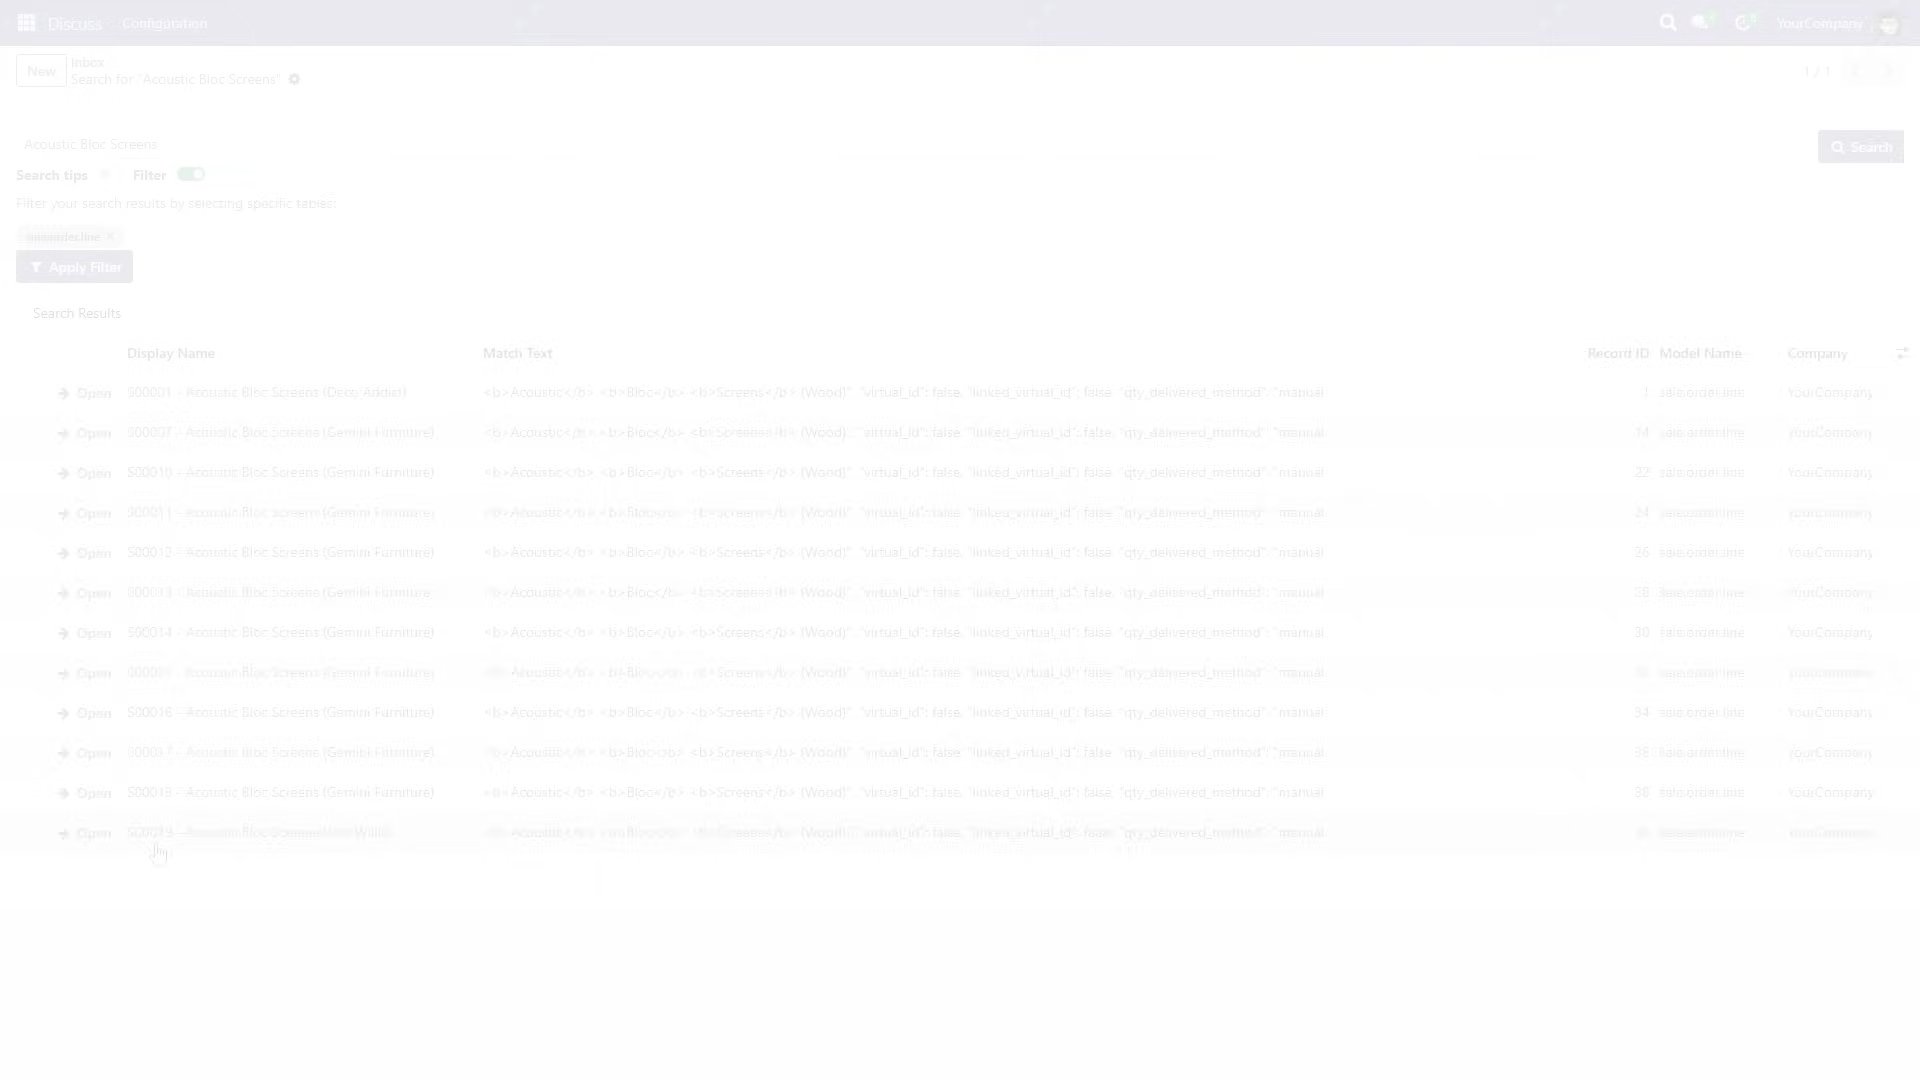 Discuss Configuration YourCompany
New Inbox
Search for "Acoustic Bloc Screens" 1 / 1
Acoustic Bloc Screens Search
Search tips Filter
Filter your search results by selecting specific tables:
Apply Filter
Search Results
Display Name Match Text Record ID Model Name Company
Open S00001 - Acoustic Bloc Screens (Deco Addict) <b>Acoustic</b> <b>Bloc</b> <b>Screens</b> (Wood)" "virtual_id": false, "linked_virtual_id": false, "qty_delivered_method": "manual 1 sale.order.line YourCompany
Open S00007 - Acoustic Bloc Screens (Gemini Furniture) <b>Acoustic</b> <b>Bloc</b> <b>Screens</b> (Wood)" "virtual_id": false, "linked_virtual_id": false, "qty_delivered_method": "manual 14 sale.order.line YourCompany
Open S00010 - Acoustic Bloc Screens (Gemini Furniture) <b>Acoustic</b> <b>Bloc</b> <b>Screens</b> (Wood)" "virtual_id": false, "linked_virtual_id": false, "qty_delivered_method": "manual 22 sale.order.line YourCompany
Open S00011 - Acoustic Bloc Screens (Gemini Furniture) <b>Acoustic</b> <b>Bloc</b> <b>Screens</b> (Wood)" "virtual_id": false, "linked_virtual_id": false, "qty_delivered_method": "manual 24 sale.order.line YourCompany
Open S00012 - Acoustic Bloc Screens (Gemini Furniture) <b>Acoustic</b> <b>Bloc</b> <b>Screens</b> (Wood)" "virtual_id": false, "linked_virtual_id": false, "qty_delivered_method": "manual 26 sale.order.line YourCompany
Open S00013 - Acoustic Bloc Screens (Gemini Furniture) <b>Acoustic</b> <b>Bloc</b> <b>Screens</b> (Wood)" "virtual_id": false, "linked_virtual_id": false, "qty_delivered_method": "manual sale.order.line YourCompany
Open S00014 - Acoustic Bloc Screens (Gemini Furniture) <b>Acoustic</b> <b>Bloc</b> <b>Screens</b> (Wood)" "virtual_id": false, "linked_virtual_id": false, "qty_delivered_method": "manual 30 sale.order.line YourCompany
Open - Acoustic Bloc Screens (Gemini Furniture) <b>Acoustic</b> <b>Bloc</b> <b>Screens</b> (Wood)" "virtual_id": false, "linked_virtual_id": false, "qty_delivered_method": "manual sale.order.line YourCompany
Open S00016 - Acoustic Bloc Screens (Gemini Furniture) <b>Acoustic</b> <b>Bloc</b> <b>Screens</b> (Wood)" "virtual_id": false, "linked_virtual_id": false, "qty_delivered_method": "manual 34 sale.order.line YourCompany
Open S00017 - Acoustic Bloc Screens (Gemini Furniture) <b>Acoustic</b> <b>Bloc</b> <b>Screens</b> (Wood)" "virtual_id": false, "linked_virtual_id": false, "qty_delivered_method": "manual sale.order.line YourCompany
Open - Acoustic Bloc Screens (Gemini Furniture) <b>Acoustic</b> <b>Bloc</b> <b>Screens</b> (Wood)" "virtual_id": false, "linked_virtual_id": false, "qty_delivered_method": "manual sale.order.line YourCompany
Open - Acoustic Bloc Screens <b>Acoustic</b> <b>Bloc</b> <b>Screens</b> (Wood)" "virtual_id": false, "linked_virtual_id": false, "qty_delivered_method": "manual